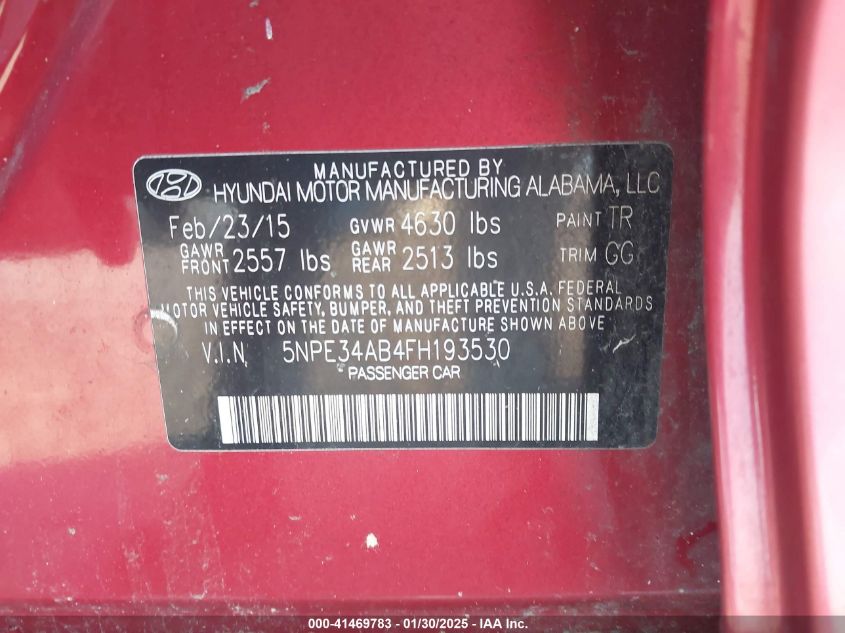 MANUFACTURED BY
HYUNDAI MOTOR MANUFACTURING ALABAMA, LLC
Feb/23/15 GVWR 4630 lbs PAINT TR
GAWR FRONT 2557 lbs GAWR REAR 2513 lbs TRIM GG
THIS VEHICLE CONFORMS TO ALL APPLICABLE U.S.A. FEDERAL
MOTOR VEHICLE SAFETY, BUMPER, AND THEFT PREVENTION STANDARDS
IN EFFECT ON THE DATE OF MANUFACTURE SHOWN ABOVE.
V.I.N 5NPE34AB4FH193530
PASSENGER CAR
000-41469783 - 01/30/2025 - IAA, Inc.